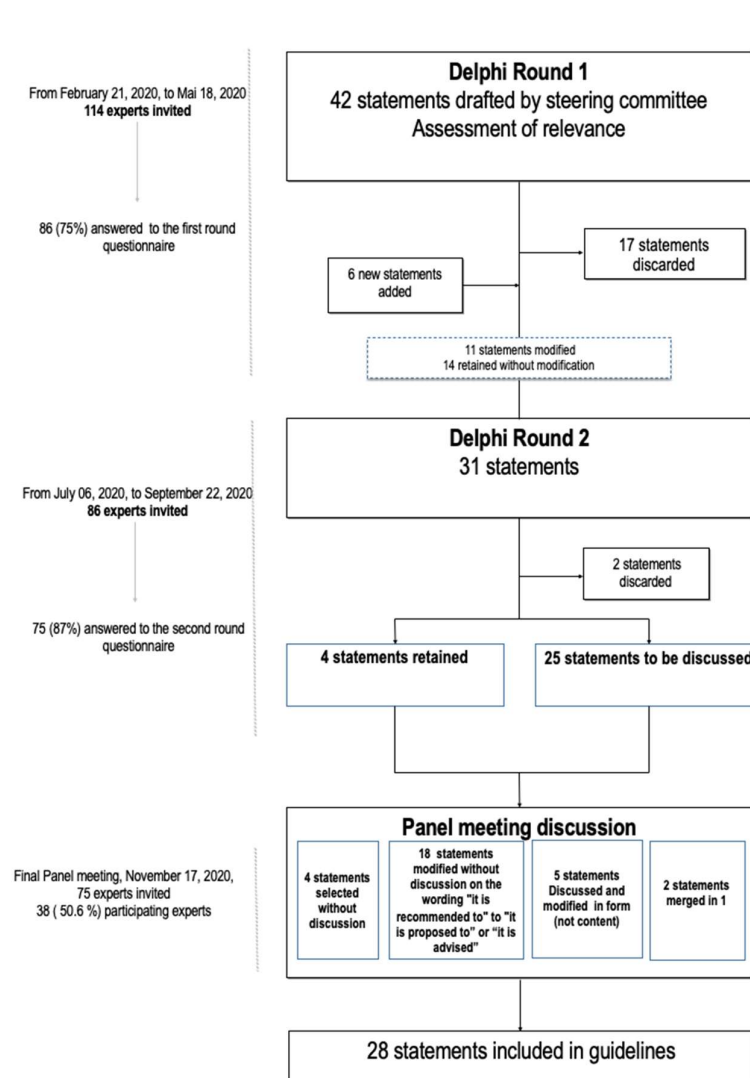 From February 21, 2020, to Mai 18, 2020
114 experts invited
86 (75%) answered to the first round
questionnaire
Delphi Round 1
42 statements drafted by steering committee
Assessment of relevance
17 statements
discarded
6 new statements
added
11 statements modified
14 retained without modification
From July 06, 2020, to September 22, 2020
86 experts invited
75 (87%) answered to the second round
questionnaire
Delphi Round 2
31 statements
2 statements
discarded
4 statements retained
25 statements to be discussed
Final Panel meeting, November 17, 2020,
75 experts invited
38 ( 50.6 %) participating experts
Panel meeting discussion
4 statements
selected
without
discussion
18 statements
modified without
discussion on the
wording "it is
recommended to" to "it
is proposed to” or “it is
advised”
5 statements
Discussed and
modified in form
(not content)
2 statements
merged in 1
28 statements included in guidelines